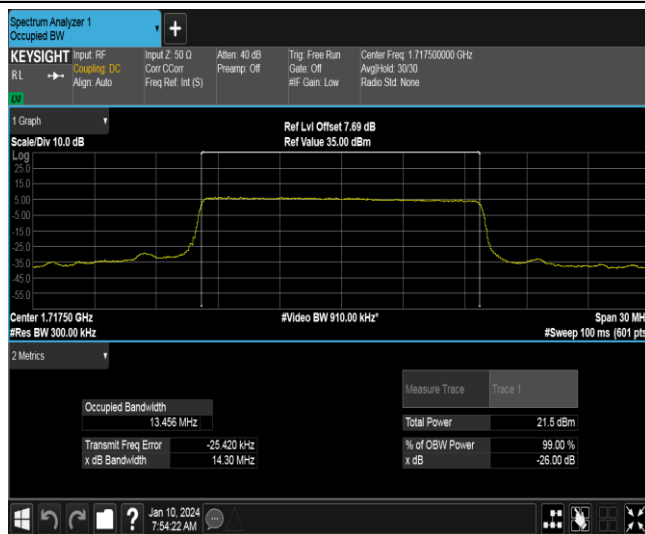 Spectrum Analyzer 1
Occupied BW
+
KEYSIGHT Input: RF Input Z: 50 Ω Atten: 40 dB Trig: Free Run Center Freq: 1.717500000 GHz
RL Coupling: DC Corr CCorr Preamp: Off Gate: Off Avg|Hold: 30/30
Align: Auto Freq Ref: Int (S) #IF Gain: Low Radio Std: None
1 Graph Ref Lvl Offset 7.69 dB
Scale/Div 10.0 dB Ref Value 35.00 dBm
Log
25.0
15.0
5.00
-5.00
-15.0
-25.0
-35.0
-45.0
-55.0
Center 1.71750 GHz #Video BW 910.00 kHz* Span 30 MH
#Res BW 300.00 kHz #Sweep 100 ms (601 pts
2 Metrics
Measure Trace Trace 1
Occupied Bandwidth
13.456 MHz Total Power 21.5 dBm
Transmit Freq Error -25.420 kHz % of OBW Power 99.00 %
x dB Bandwidth 14.30 MHz x dB -26.00 dB
? Jan 10, 2024
7:54:22 AM